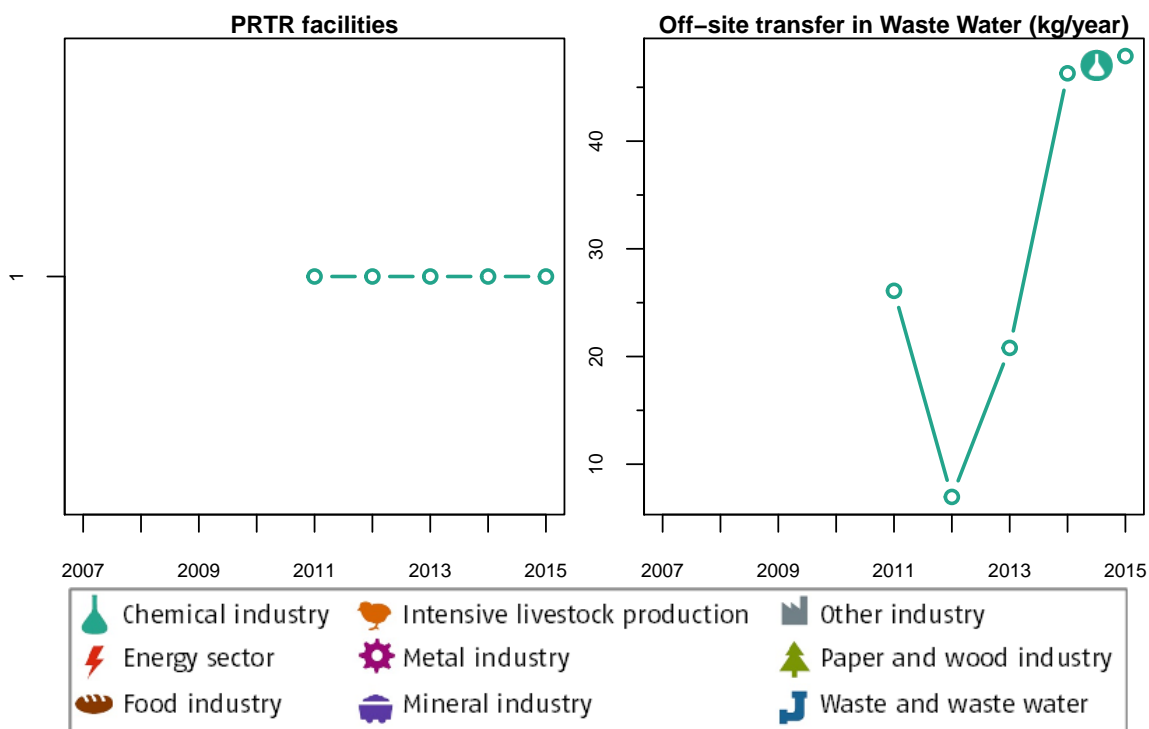 PRTR facilities
1
2007 2009 2011 2013 2015
Off−site transfer in Waste Water (kg/year)
40
30
20
10
2007 2009 2011 2013 2015
Chemical industry Intensive livestock production Other industry
Energy sector Metal industry Paper and wood industry
Food industry Mineral industry Waste and waste water